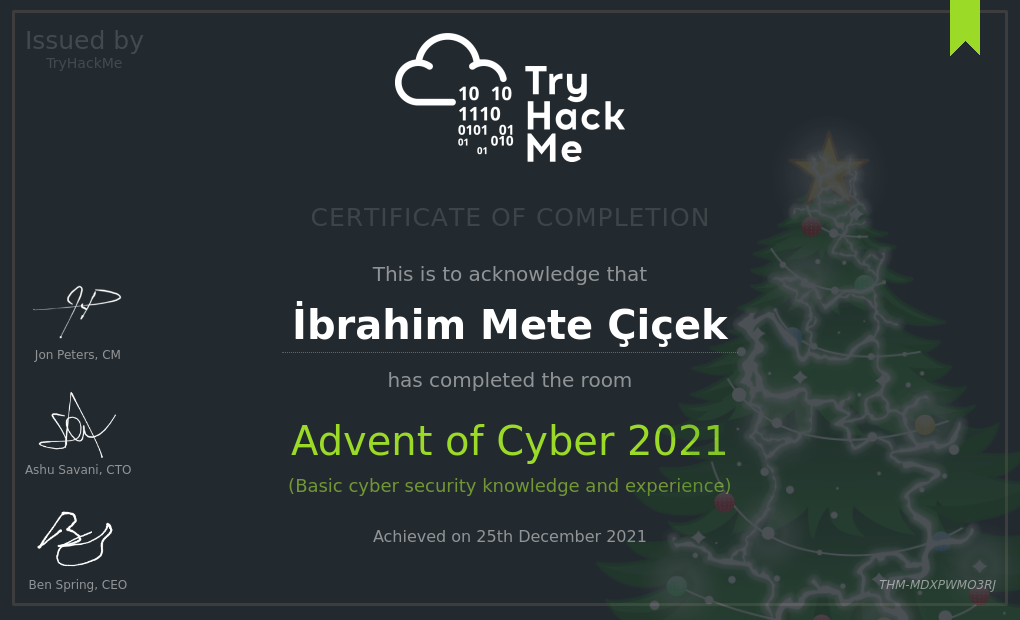 Issued by
TryHackMe
10 10
1110
0101 01
01 010
01
Try
Hack
Me
CERTIFICATE OF COMPLETION
This is to acknowledge that
İbrahim Mete Çiçek
has completed the room
Advent of Cyber 2021
(Basic cyber security knowledge and experience)
Achieved on 25th December 2021
Jon Peters, CM
Ashu Savani, CTO
Ben Spring, CEO
THM-MDXPWMO3RJ